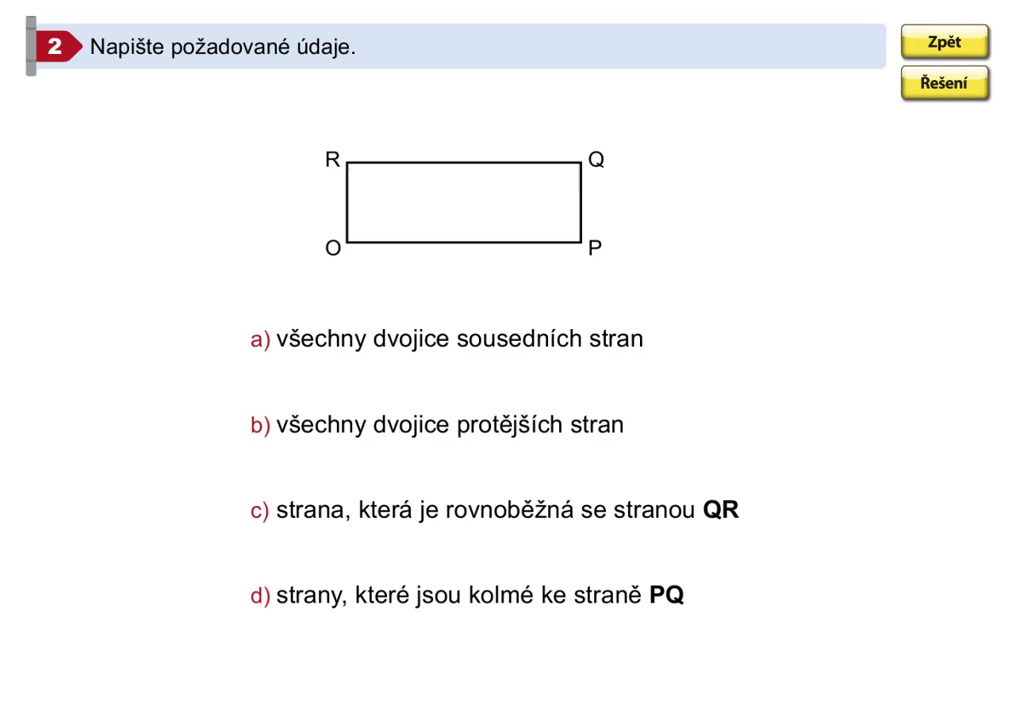 2 Napište požadované údaje.
Zpět
Řešení
R Q
O P
a) všechny dvojice sousedních stran
b) všechny dvojice protějších stran
c) strana, která je rovnoběžná se stranou QR
d) strany, které jsou kolmé ke straně PQ